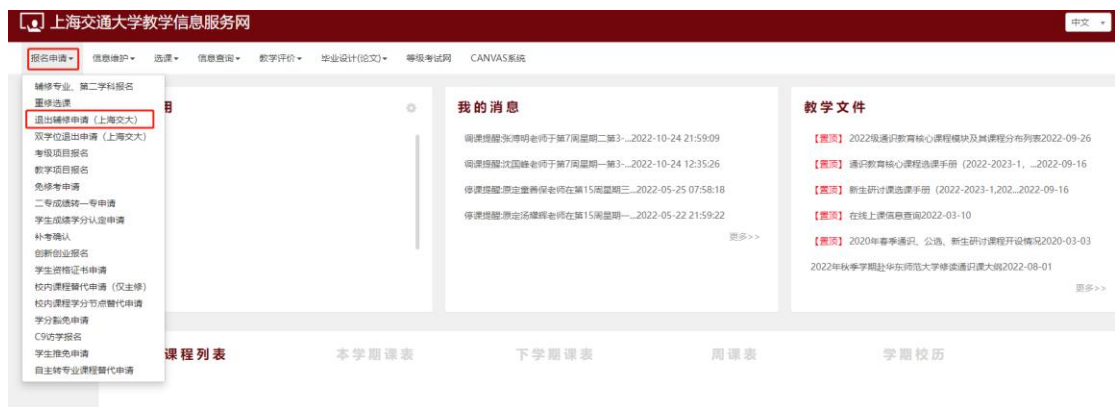 上海交通大学教学信息服务网
中文
报名申请 信息维护 选课 信息查询 教学评价 毕业设计(论文) 等级考试网 CANVAS系统
辅修专业、第二学科报名
重修选课
退出辅修申请（上海交大）
双学位退出申请（上海交大）
考级项目报名
教学项目报名
免修考申请
二专成绩转一专申请
学生成绩学分认定申请
补考确认
创新创业报名
学生资格证书申请
校内课程替代申请（仅主修）
校内课程学分节点替代申请
学分豁免申请
C9访学报名
学生推免申请
自主转专业课程替代申请
用
我的消息
调课提醒:张溥明老师于第7周星期二第3-...2022-10-24 21:59:09
调课提醒:沈国峰老师于第7周星期一第3-...2022-10-24 12:35:26
停课提醒:原定童善保老师在第15周星期三...2022-05-25 07:58:18
停课提醒:原定汤耀辉老师在第15周星期一...2022-05-22 21:59:22
更多>>
教学文件
【置顶】2022级通识教育核心课程模块及其课程分布列表2022-09-26
【置顶】通识教育核心课程选课手册（2022-2023-1，...2022-09-16
【置顶】新生研讨课选课手册（2022-2023-1,202...2022-09-16
【置顶】在线上课信息查询2022-03-10
【置顶】2020年春季通识、公选、新生研讨课程开设情况2020-03-03
2022年秋季学期赴华东师范大学修读通识课大纲2022-08-01
更多>>
课程列表 本学期课表 下学期课表 周课表 学期校历